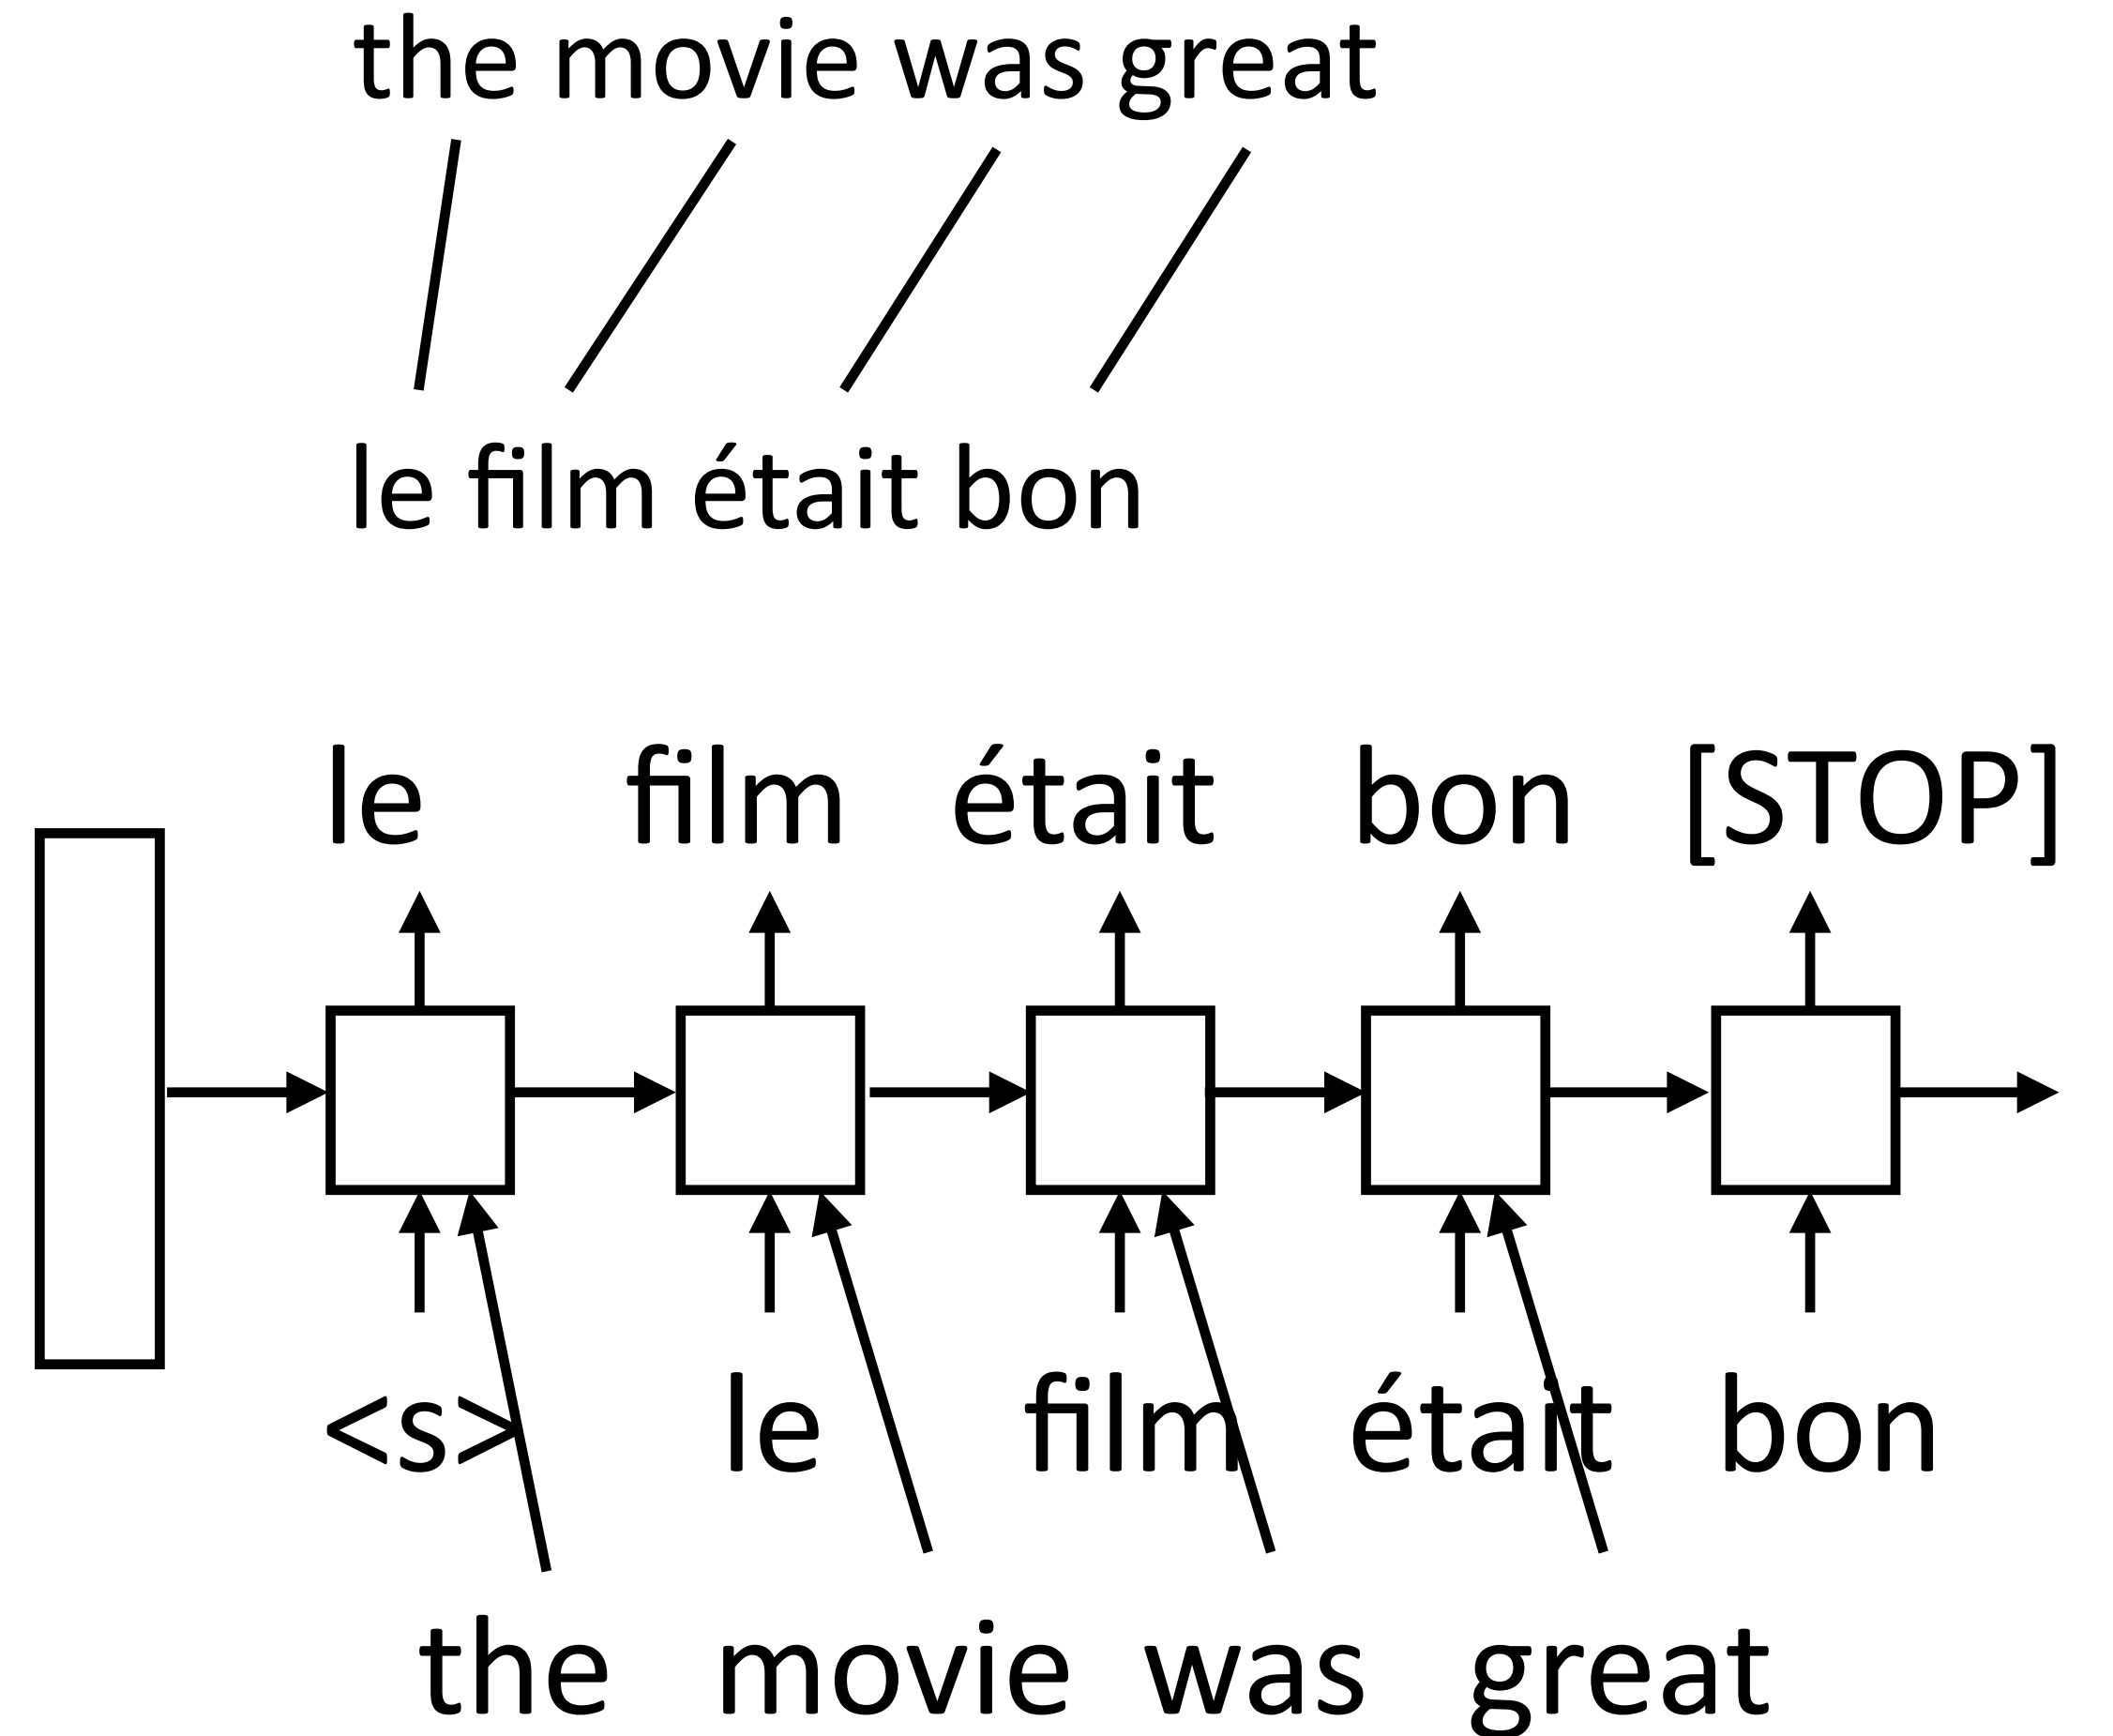 the movie was great
le film était bon
le film était bon [STOP]
<s> le film était bon
the movie was great